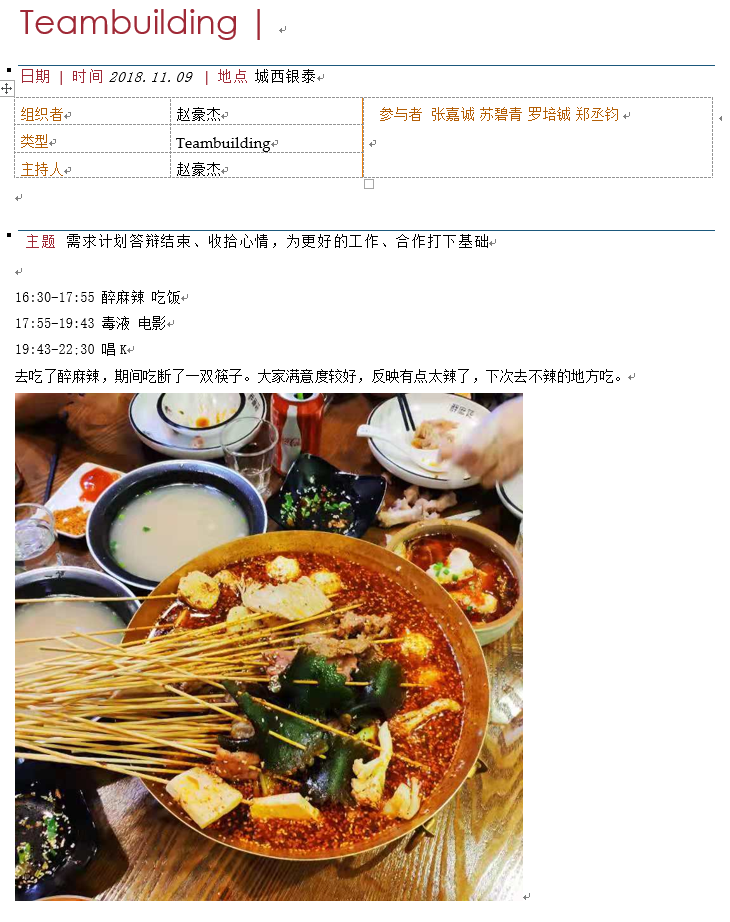 Teambuilding |
日期 | 时间 2018.11.09 | 地点 城西银泰
组织者 赵豪杰 参与者 张嘉诚 苏碧青 罗培铖 郑丞钧
类型 Teambuilding
主持人 赵豪杰
主题 需求计划答辩结束、收拾心情，为更好的工作、合作打下基础
16:30-17:55 醉麻辣 吃饭
17:55-19:43 毒液 电影
19:43-22:30 唱 K
去吃了醉麻辣，期间吃断了一双筷子。大家满意度较好，反映有点太辣了，下次去不辣的地方吃。